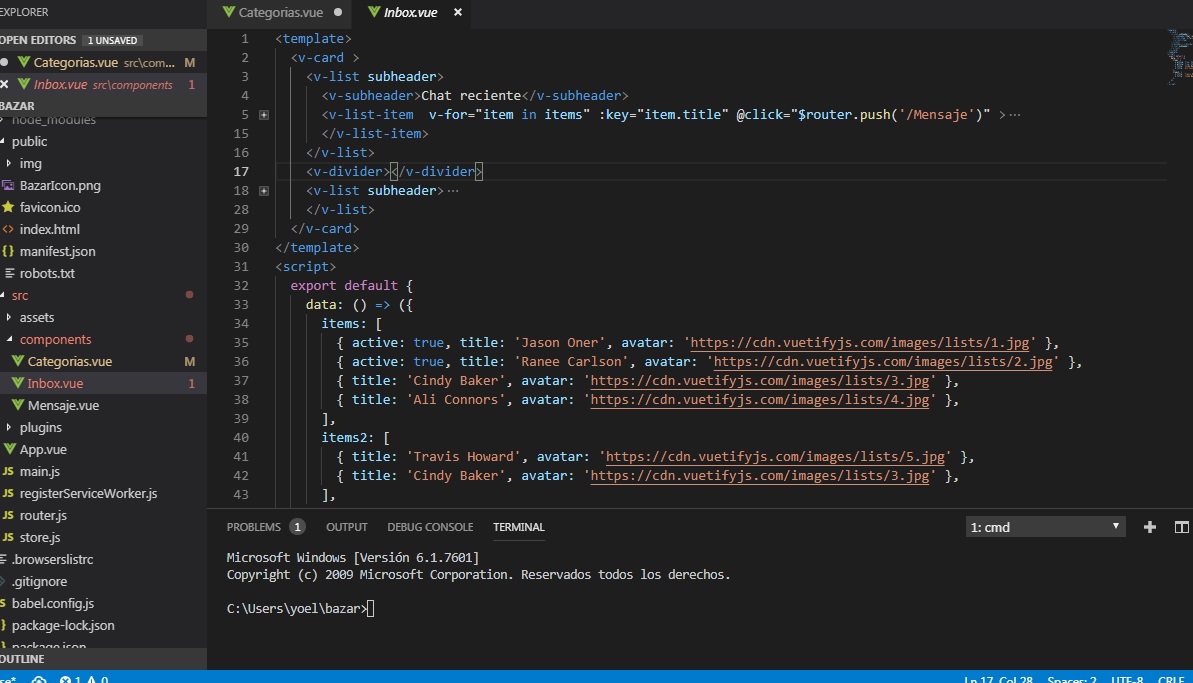 EXPLORER
OPEN EDITORS 1 UNSAVED
Categorias.vue src\com... M
Inbox.vue src\components 1
BAZAR
node_modules
public
img
BazarIcon.png
favicon.ico
<> index.html
{} manifest.json
robots.txt
src
assets
components
Categorias.vue M
Inbox.vue 1
Mensaje.vue
plugins
App.vue
JS main.js
JS registerServiceWorker.js
JS router.js
JS store.js
.browserslistrc
.gitignore
babel.config.js
package-lock.json
package.json
OUTLINE
Categorias.vue
Inbox.vue ×
1 <template>
2 <v-card >
3 <v-list subheader>
4 <v-subheader>Chat reciente</v-subheader>
5 <v-list-item v-for="item in items" :key="item.title" @click="$router.push('/Mensaje')" >···
15 </v-list-item>
16 </v-list>
17 <v-divider></v-divider>
18 <v-list subheader>···
28 </v-list>
29 </v-card>
30 </template>
31 <script>
32 export default {
33 data: () => ({
34 items: [
35 { active: true, title: 'Jason Oner', avatar: 'https://cdn.vuetifyjs.com/images/lists/1.jpg' },
36 { active: true, title: 'Ranee Carlson', avatar: 'https://cdn.vuetifyjs.com/images/lists/2.jpg' },
37 { title: 'Cindy Baker', avatar: 'https://cdn.vuetifyjs.com/images/lists/3.jpg' },
38 { title: 'Ali Connors', avatar: 'https://cdn.vuetifyjs.com/images/lists/4.jpg' },
39 ],
40 items2: [
41 { title: 'Travis Howard', avatar: 'https://cdn.vuetifyjs.com/images/lists/5.jpg' },
42 { title: 'Cindy Baker', avatar: 'https://cdn.vuetifyjs.com/images/lists/3.jpg' },
43 ],
PROBLEMS 1 OUTPUT DEBUG CONSOLE TERMINAL 1: cmd
Microsoft Windows [Versión 6.1.7601]
Copyright (c) 2009 Microsoft Corporation. Reservados todos los derechos.
C:\Users\yoel\bazar>
1 0 Ln 17, Col 28 Spaces: 2 UTF-8 CRLF